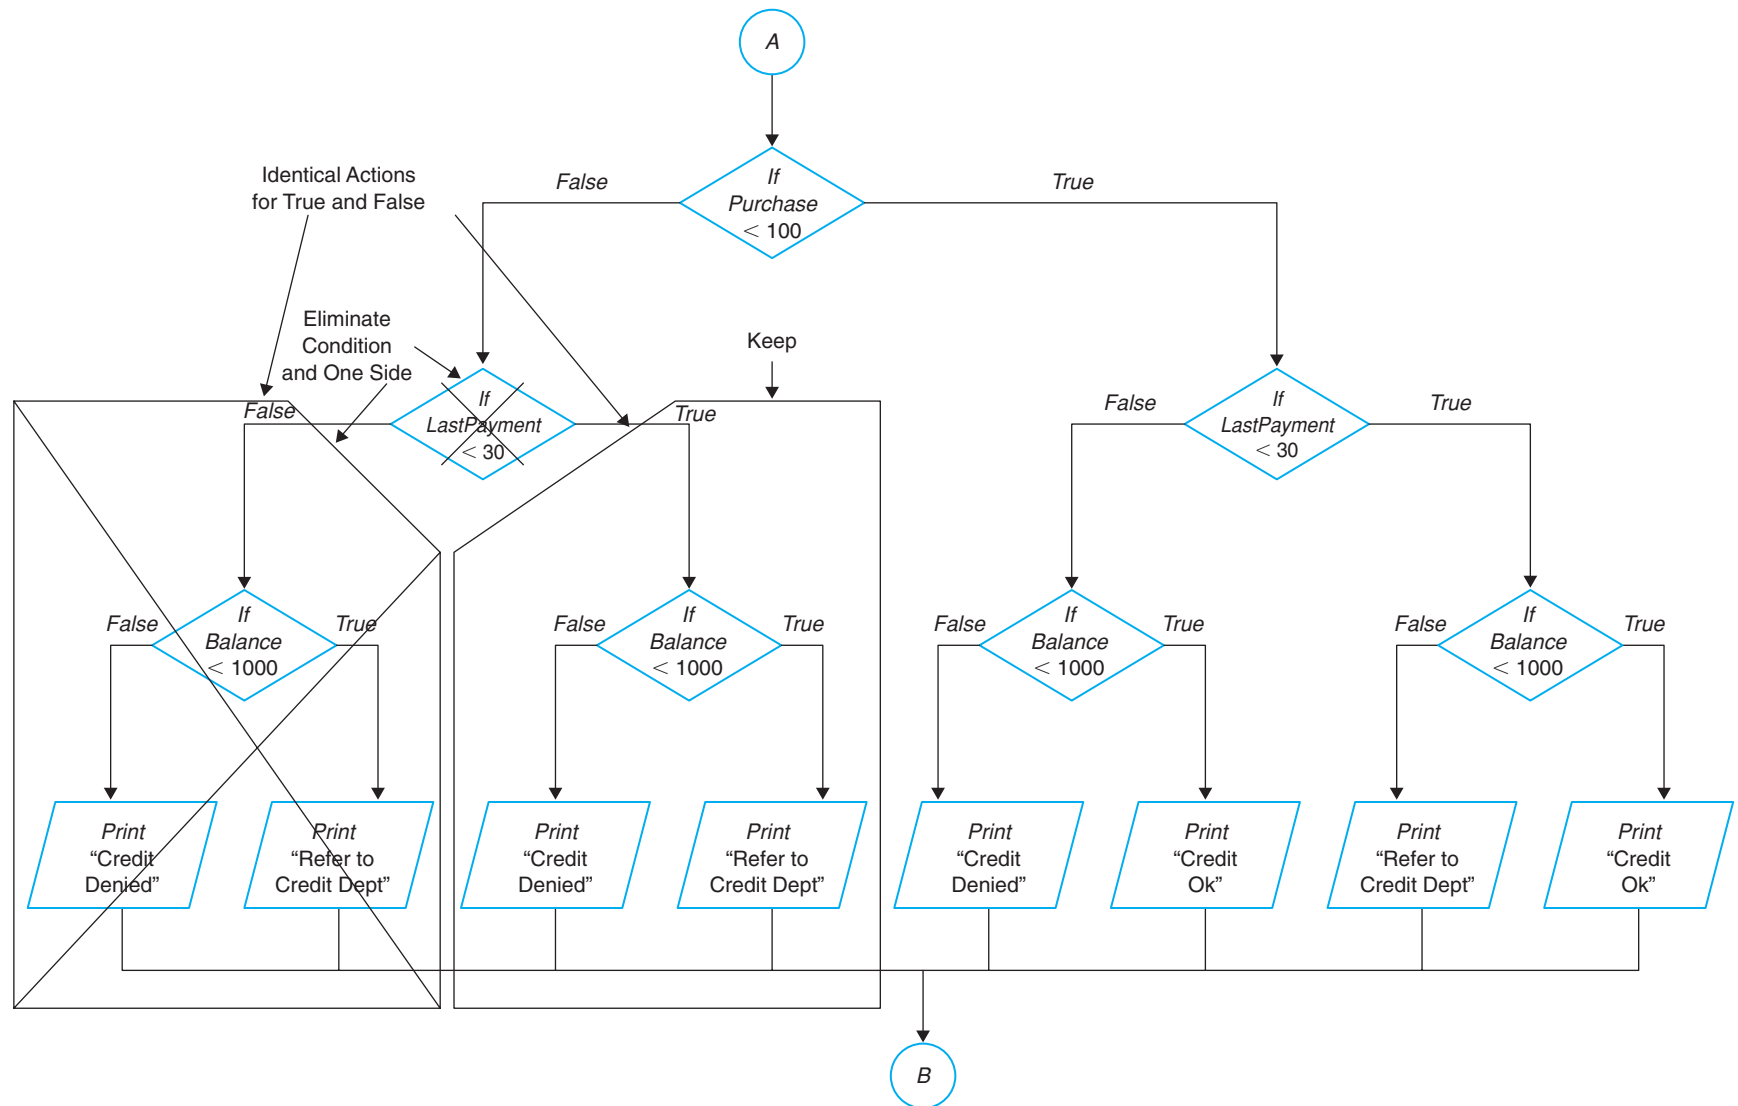 A
If
Purchase
< 100
False
True
Identical Actions
for True and False
Eliminate
Condition
and One Side
Keep
False
If
LastPayment
< 30
True
False
If
LastPayment
< 30
True
False
If
Balance
< 1000
True
False
If
Balance
< 1000
True
False
If
Balance
< 1000
True
False
If
Balance
< 1000
True
Print
“Credit
Denied”
Print
“Refer to
Credit Dept”
Print
“Credit
Denied”
Print
“Refer to
Credit Dept”
Print
“Credit
Denied”
Print
“Credit
Ok”
Print
“Refer to
Credit Dept”
Print
“Credit
Ok”
B